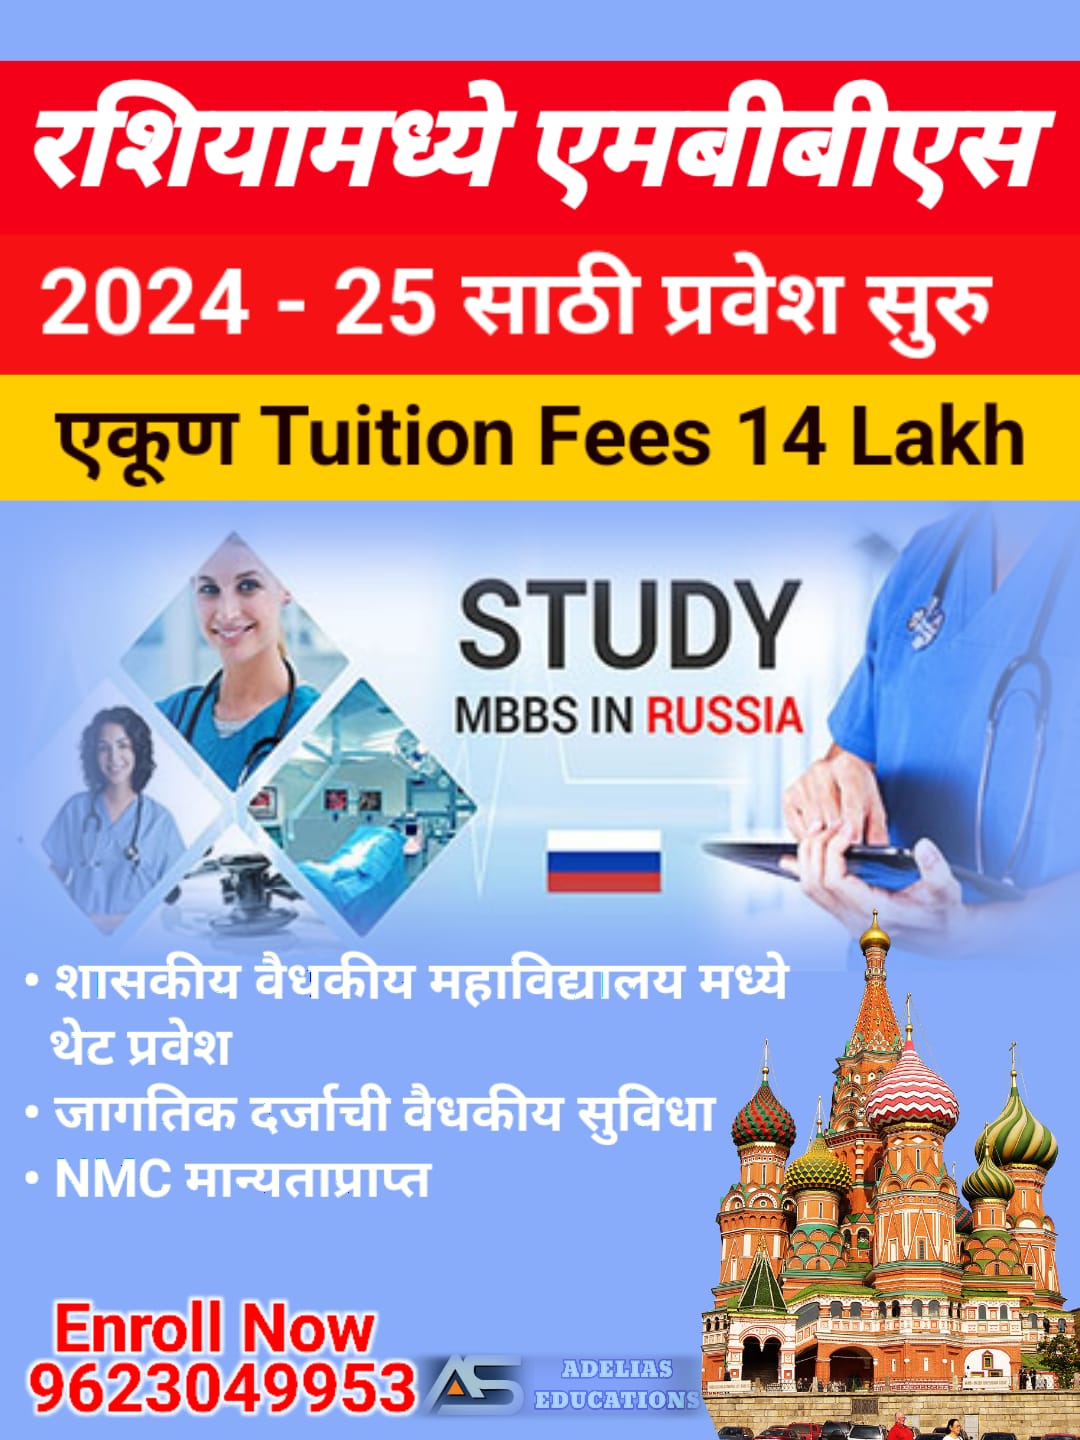 रशियामध्ये एमबीबीएस
2024 - 25 साठी प्रवेश सुरु
एकूण Tuition Fees 14 Lakh
STUDY
MBBS IN RUSSIA
• शासकीय वैधकीय महाविद्यालय मध्ये
थेट प्रवेश
• जागतिक दर्जाची वैधकीय सुविधा
• NMC मान्यताप्राप्त
Enroll Now
9623049953
AS
ADELIAS
EDUCATIONS